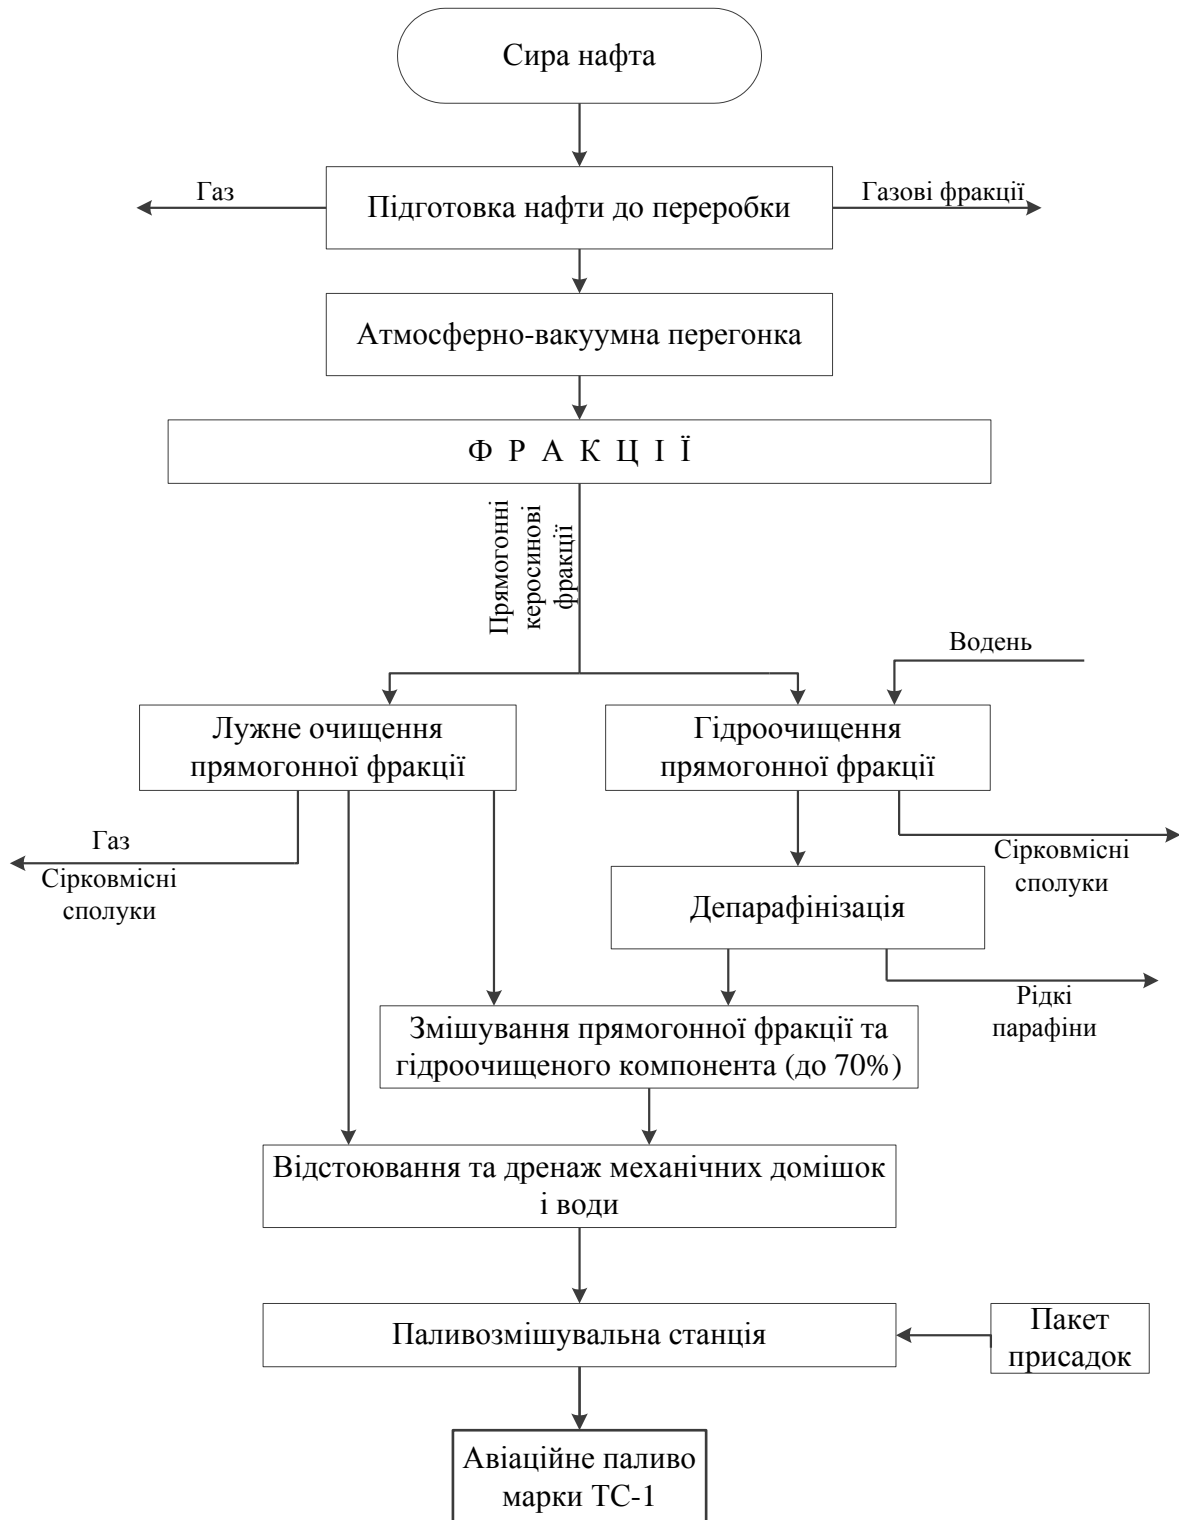 Сира нафта
Газ
Підготовка нафти до переробки
Газові фракції
Атмосферно-вакуумна перегонка
Ф Р А К Ц І Ї
Прямогонні
керосинові
фракції
Водень
Лужне очищення
прямогонної фракції
Гідроочищення
прямогонної фракції
Газ
Сірковмісні
сполуки
Сірковмісні
сполуки
Депарафінізація
Рідкі
парафіни
Змішування прямогонної фракції та
гідроочищеного компонента (до 70%)
Відстоювання та дренаж механічних домішок
і води
Паливозмішувальна станція
Пакет
присадок
Авіаційне паливо
марки ТС-1